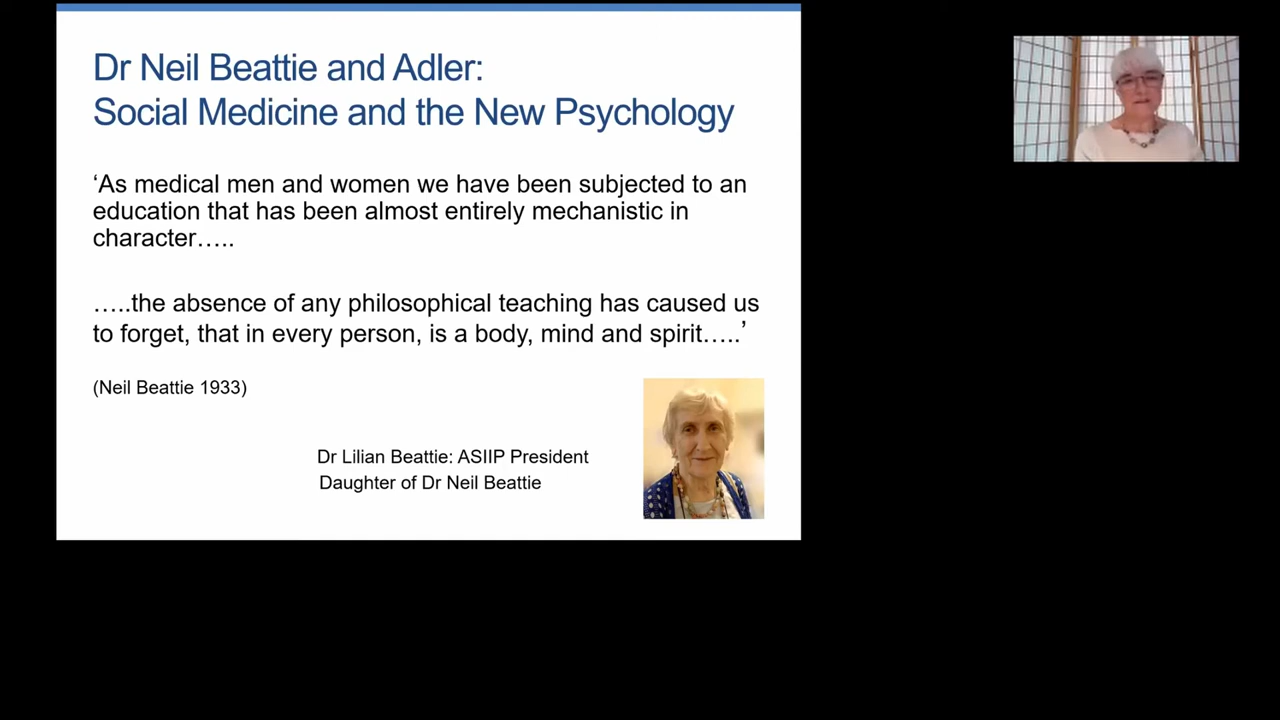 Dr Neil Beattie and Adler:
Social Medicine and the New Psychology
‘As medical men and women we have been subjected to an
education that has been almost entirely mechanistic in
character…..
…..the absence of any philosophical teaching has caused us
to forget, that in every person, is a body, mind and spirit…..’
(Neil Beattie 1933)
Dr Lilian Beattie: ASIIP President
Daughter of Dr Neil Beattie